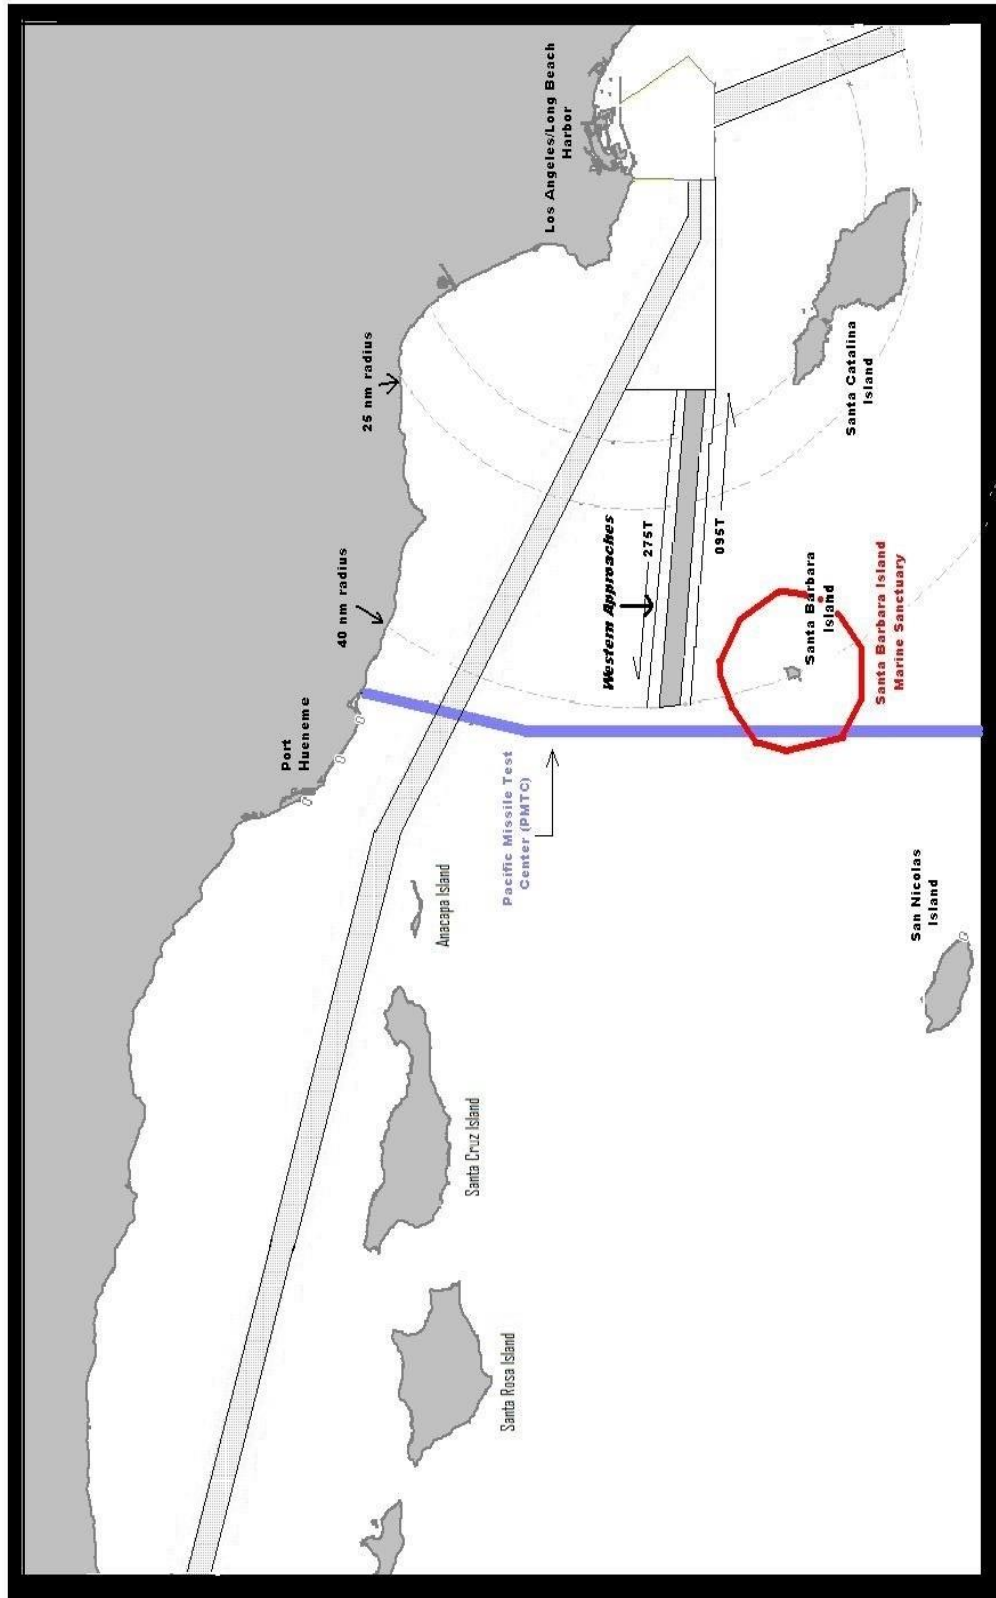 Los Angeles/Long Beach
Harbor
25 nm radius
40 nm radius
Port
Hueneme
Santa Catalina
Island
Western Approaches
275T
095T
Santa Barbara
Island
Santa Barbara Island
Marine Sanctuary
Pacific Missile Test
Center (PMTC)
Anacapa Island
San Nicolas
Island
Santa Cruz Island
Santa Rosa Island